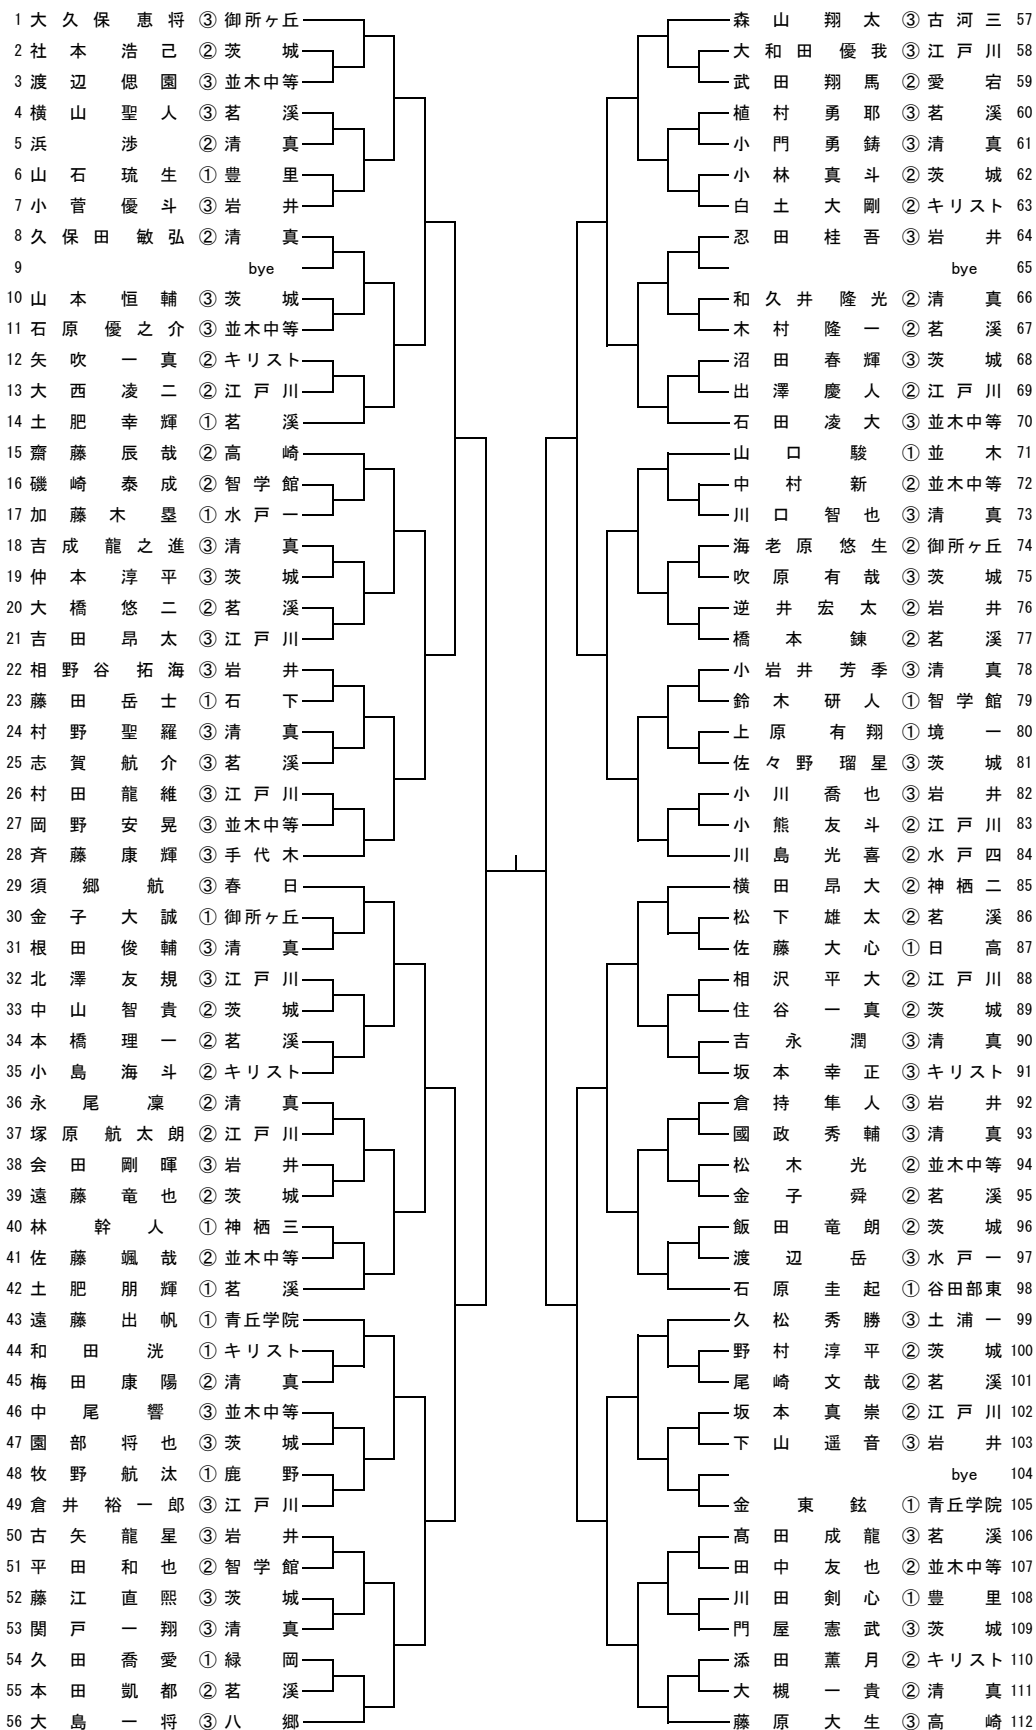 1 大久保 恵将 ③ 御所ヶ丘
2 社本 浩己 ② 茨城
3 渡辺 偲園 ③ 並木中等
4 横山 聖人 ③ 茗溪
5 浜 渉 ② 清真
6 山石 琉生 ① 豊里
7 小菅 優斗 ③ 岩井
8 久保田 敏弘 ② 清真
9 bye
10 山本 恒輔 ③ 茨城
11 石原 優之介 ③ 並木中等
12 矢吹 一真 ② キリスト
13 大西 凌二 ② 江戸川
14 土肥 幸輝 ① 茗溪
15 齋藤 辰哉 ② 高崎
16 磯崎 泰成 ② 智学館
17 加藤木 塁 ① 水戸一
18 吉成 龍之進 ③ 清真
19 仲本 淳平 ③ 茨城
20 大橋 悠二 ② 茗溪
21 吉田 昂太 ③ 江戸川
22 相野谷 拓海 ③ 岩井
23 藤田 岳士 ① 石下
24 村野 聖羅 ③ 清真
25 志賀 航介 ③ 茗溪
26 村田 龍維 ③ 江戸川
27 岡野 安晃 ③ 並木中等
28 斉藤 康輝 ③ 手代木
29 須郷 航 ③ 春日
30 金子 大誠 ① 御所ヶ丘
31 根田 俊輔 ③ 清真
32 北澤 友規 ③ 江戸川
33 中山 智貴 ② 茨城
34 本橋 理一 ② 茗溪
35 小島 海斗 ② キリスト
36 永尾 凜 ② 清真
37 塚原 航太朗 ② 江戸川
38 会田 剛暉 ③ 岩井
39 遠藤 竜也 ② 茨城
40 林 幹人 ① 神栖三
41 佐藤 颯哉 ② 並木中等
42 土肥 朋輝 ① 茗溪
43 遠藤 出帆 ① 青丘学院
44 和田 洸 ① キリスト
45 梅田 康陽 ② 清真
46 中尾 響 ③ 並木中等
47 園部 将也 ③ 茨城
48 牧野 航汰 ① 鹿野
49 倉井 裕一郎 ③ 江戸川
50 古矢 龍星 ③ 岩井
51 平田 和也 ② 智学館
52 藤江 直熙 ③ 茨城
53 関戸 一翔 ③ 清真
54 久田 喬愛 ① 緑岡
55 本田 凱都 ② 茗溪
56 大島 一将 ③ 八郷
森山 翔太 ③ 古河三 57
大和田 優我 ③ 江戸川 58
武田 翔馬 ② 愛宕 59
植村 勇耶 ③ 茗溪 60
小門 勇鋳 ③ 清真 61
小林 真斗 ② 茨城 62
白土 大剛 ② キリスト 63
忍田 桂吾 ③ 岩井 64
bye 65
和久井 隆光 ② 清真 66
木村 隆一 ② 茗溪 67
沼田 春輝 ③ 茨城 68
出澤 慶人 ② 江戸川 69
石田 凌大 ③ 並木中等 70
山口 駿 ① 並木 71
中村 新 ② 並木中等 72
川口 智也 ③ 清真 73
海老原 悠生 ② 御所ヶ丘 74
吹原 有哉 ③ 茨城 75
逆井 宏太 ② 岩井 76
橋本 錬 ② 茗溪 77
小岩井 芳季 ③ 清真 78
鈴木 研人 ① 智学館 79
上原 有翔 ① 境一 80
佐々野 瑠星 ③ 茨城 81
小川 喬也 ③ 岩井 82
小熊 友斗 ② 江戸川 83
川島 光喜 ② 水戸四 84
横田 昂大 ② 神栖二 85
松下 雄太 ② 茗溪 86
佐藤 大心 ① 日高 87
相沢 平大 ② 江戸川 88
住谷 一真 ② 茨城 89
吉永 潤 ③ 清真 90
坂本 幸正 ③ キリスト 91
倉持 隼人 ③ 岩井 92
國政 秀輔 ③ 清真 93
松木 光 ② 並木中等 94
金子 舜 ② 茗溪 95
飯田 竜朗 ② 茨城 96
渡辺 岳 ③ 水戸一 97
石原 圭起 ① 谷田部東 98
久松 秀勝 ③ 土浦一 99
野村 淳平 ② 茨城 100
尾崎 文哉 ② 茗溪 101
坂本 真崇 ② 江戸川 102
下山 遥音 ③ 岩井 103
bye 104
金 東鉉 ① 青丘学院 105
髙田 成龍 ③ 茗溪 106
田中 友也 ② 並木中等 107
川田 剣心 ① 豊里 108
門屋 憲武 ③ 茨城 109
添田 薫月 ② キリスト 110
大槻 一貴 ② 清真 111
藤原 大生 ③ 高崎 112